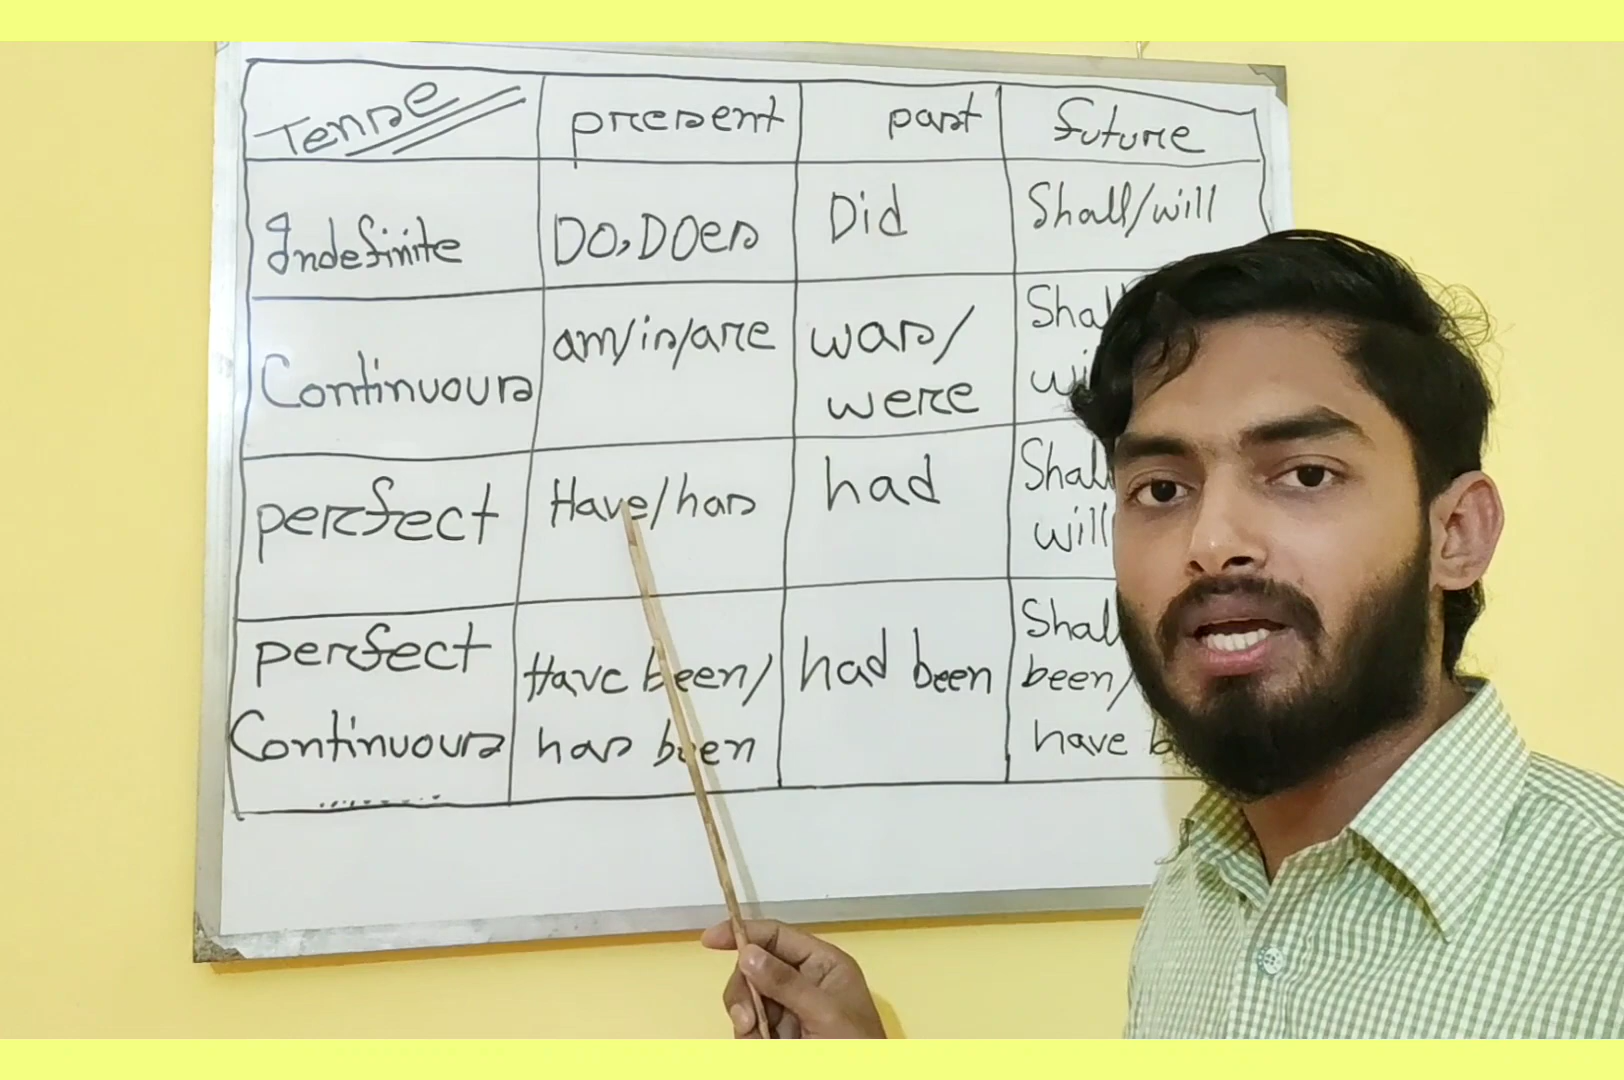 Tense present past future
Indefinite Do, Does Did Shall/will
Continuous am/is/are was/
were
perfect Have/has had
will
perfect Have been/ had been been/
Continuous has been have